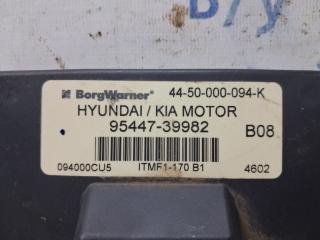 В/У
BorgWarner 44-50-000-094-K
HYUNDAI / KIA MOTOR
95447-39982 B08
094000CU5 ITMF1-170 B1 4602